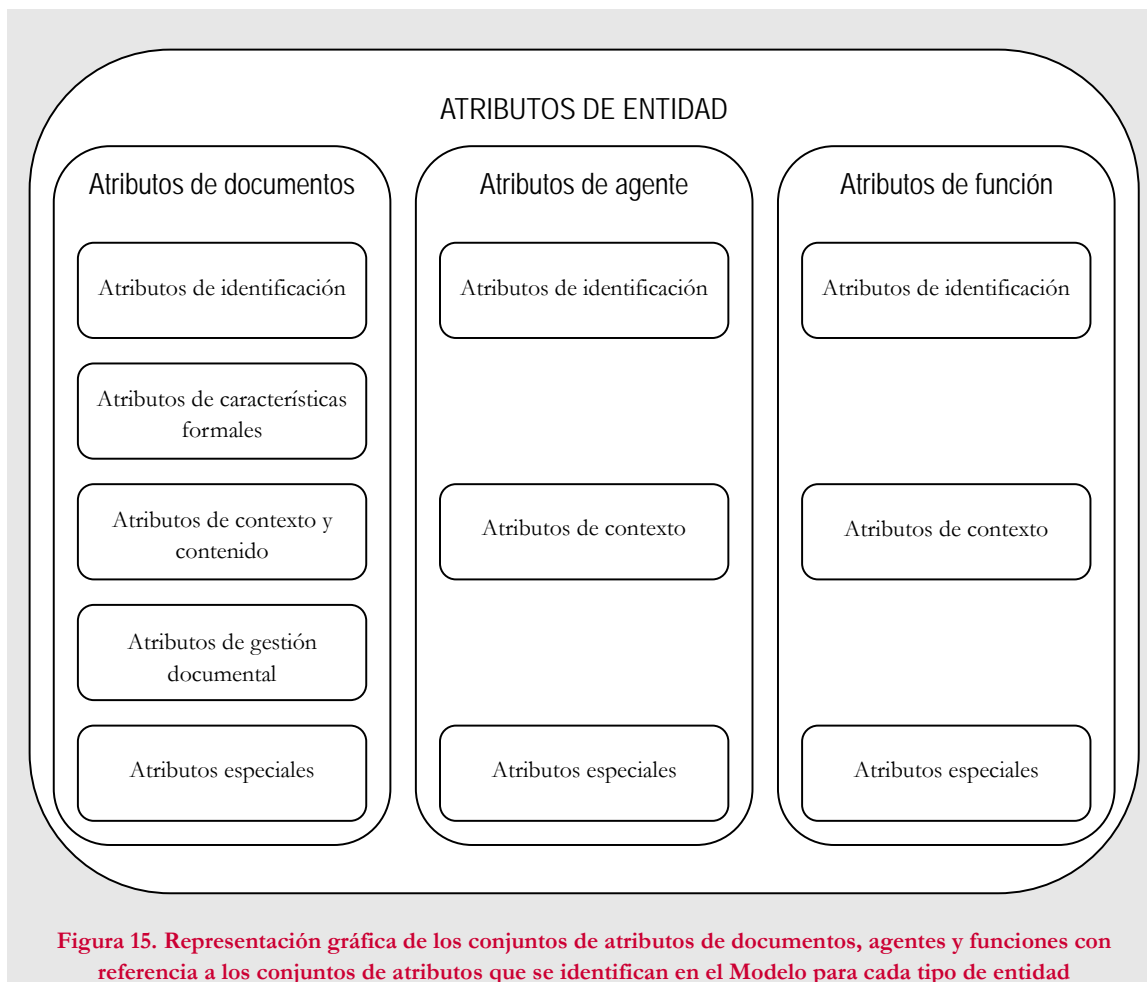 ATRIBUTOS DE ENTIDAD
Atributos de documentos
Atributos de identificación
Atributos de características
formales
Atributos de contexto y
contenido
Atributos de gestión
documental
Atributos especiales
Atributos de agente
Atributos de identificación
Atributos de contexto
Atributos especiales
Atributos de función
Atributos de identificación
Atributos de contexto
Atributos especiales
Figura 15. Representación gráfica de los conjuntos de atributos de documentos, agentes y funciones con
referencia a los conjuntos de atributos que se identifican en el Modelo para cada tipo de entidad